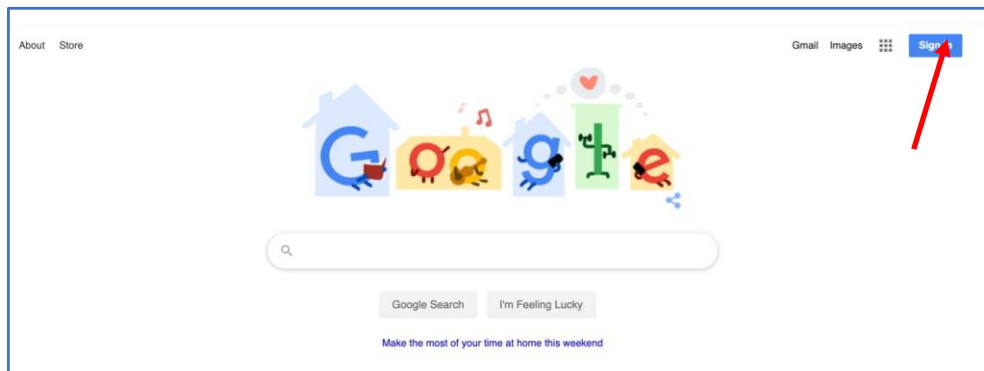 About Store
Gmail Images
Google
Google Search I'm Feeling Lucky
Make the most of your time at home this weekend